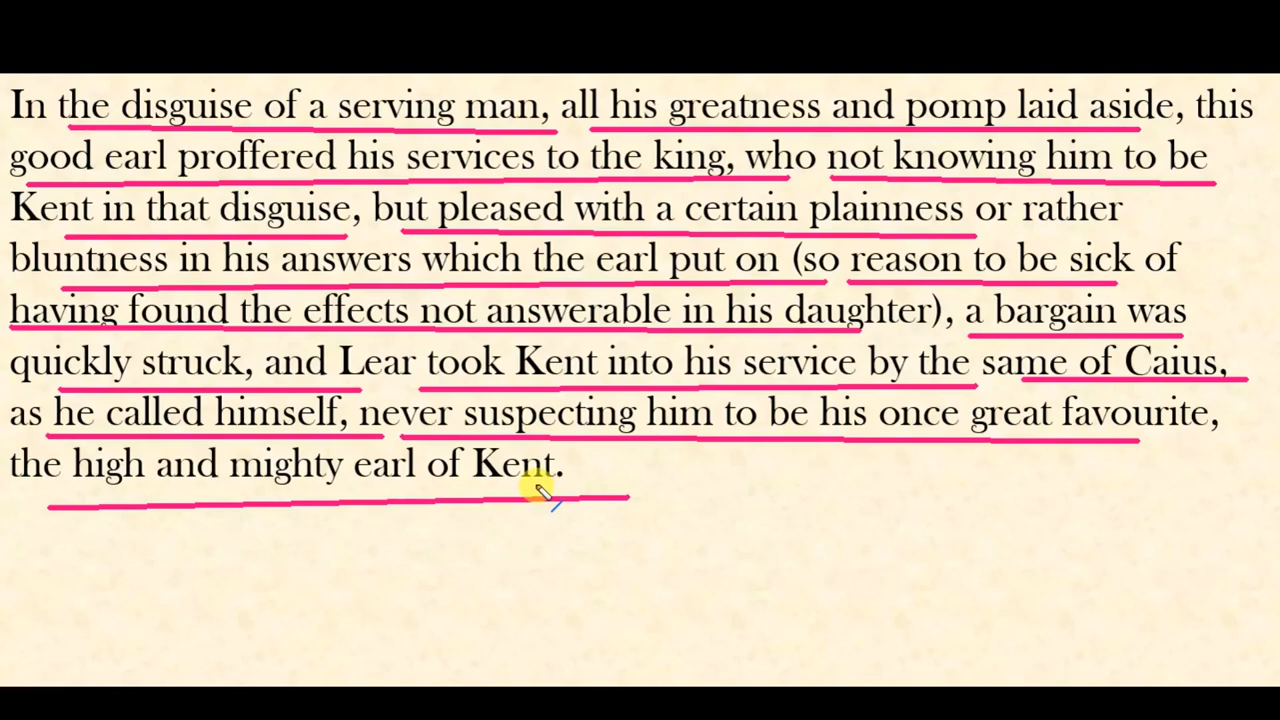 In the disguise of a serving man, all his greatness and pomp laid aside, this
good earl proffered his services to the king, who not knowing him to be
Kent in that disguise, but pleased with a certain plainness or rather
bluntness in his answers which the earl put on (so reason to be sick of
having found the effects not answerable in his daughter), a bargain was
quickly struck, and Lear took Kent into his service by the same of Caius,
as he called himself, never suspecting him to be his once great favourite,
the high and mighty earl of Kent.